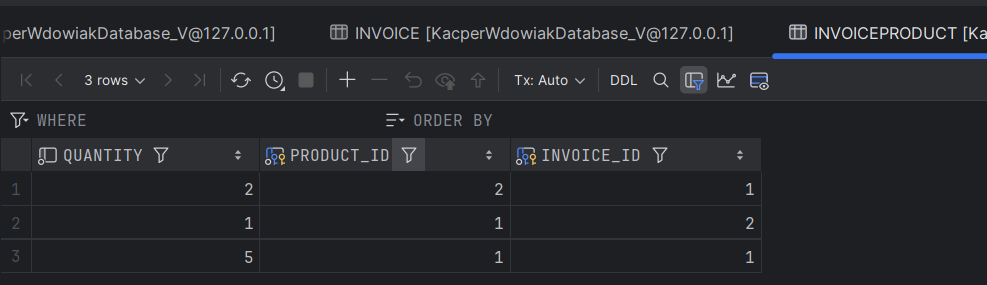 perWdowiakDatabase_V@127.0.0.1] INVOICE [KacperWdowiakDatabase_V@127.0.0.1] INVOICEPRODUCT [Ka
3 rows Tx: Auto DDL
WHERE ORDER BY
QUANTITY PRODUCT_ID INVOICE_ID
1 2 2 1
2 1 1 2
3 5 1 1